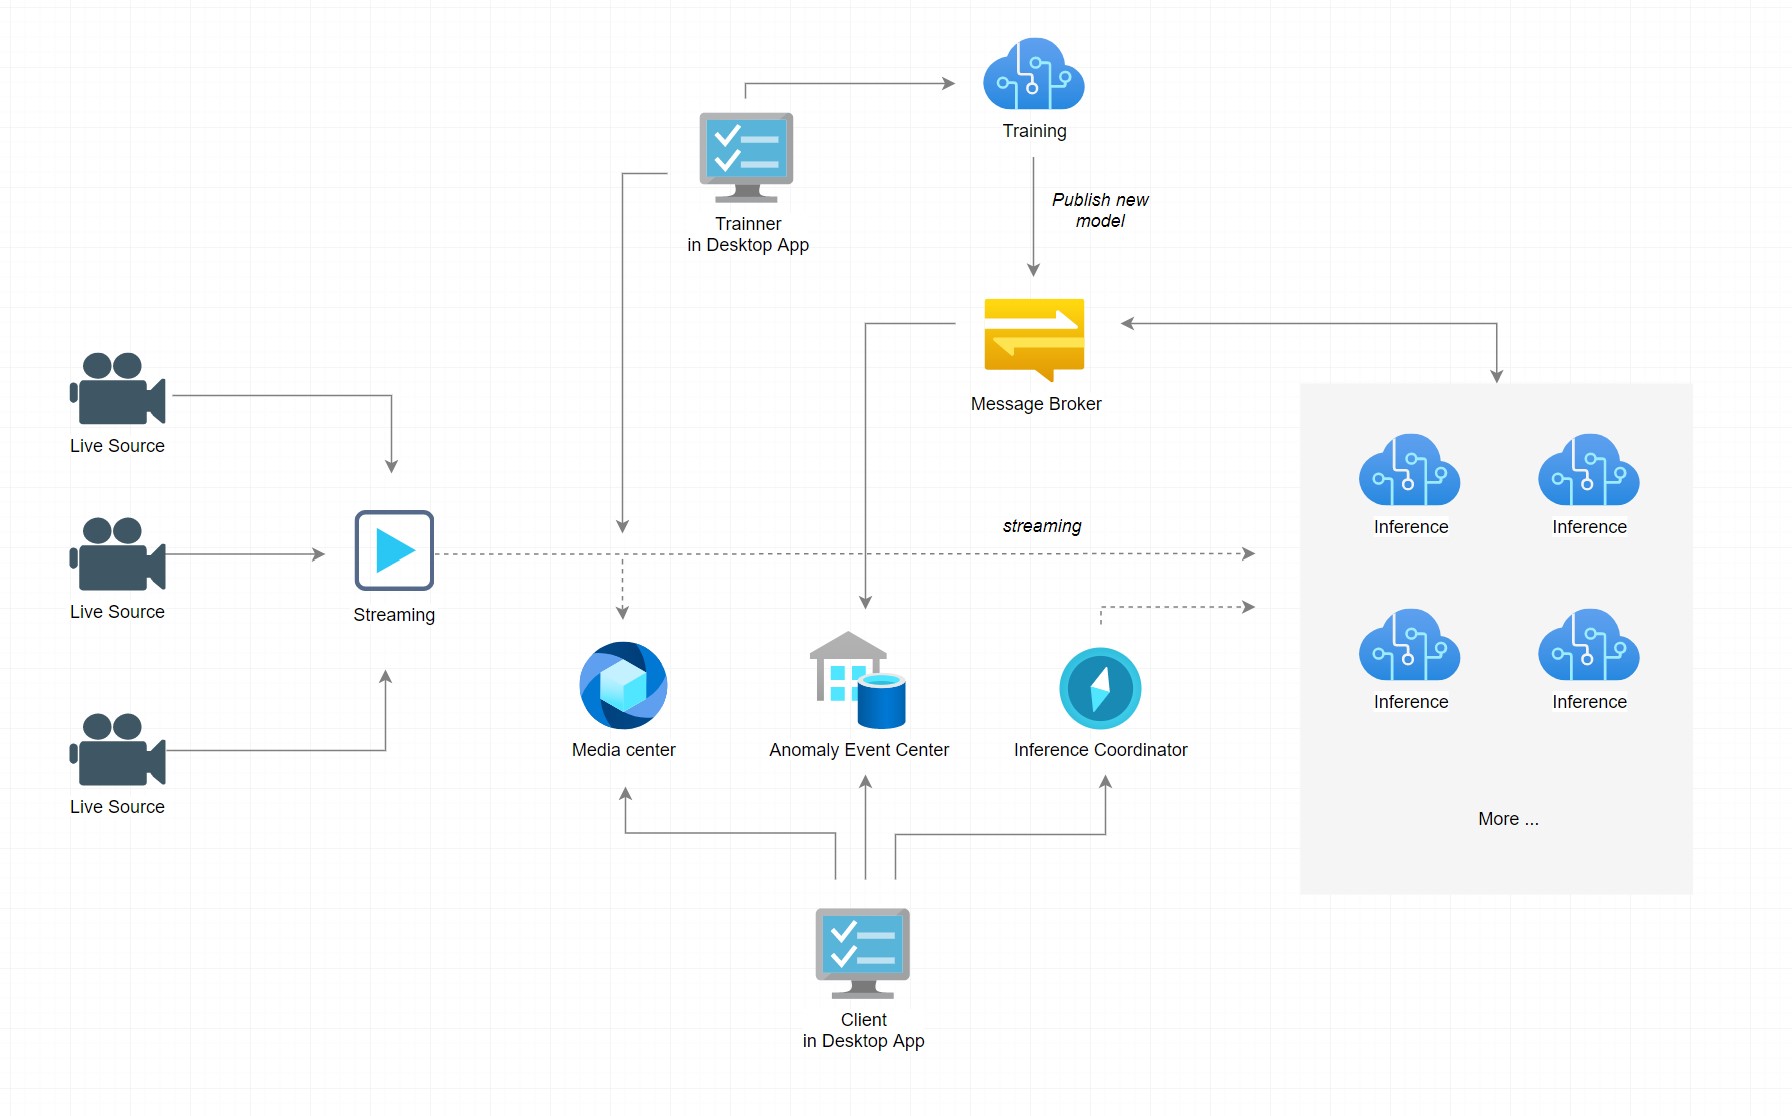 Training
Publish new
model
Trainner
in Desktop App
Message Broker
Live Source
Live Source
Live Source
Streaming
streaming
Media center
Anomaly Event Center
Inference Coordinator
Inference
Inference
Inference
Inference
More ...
Client
in Desktop App